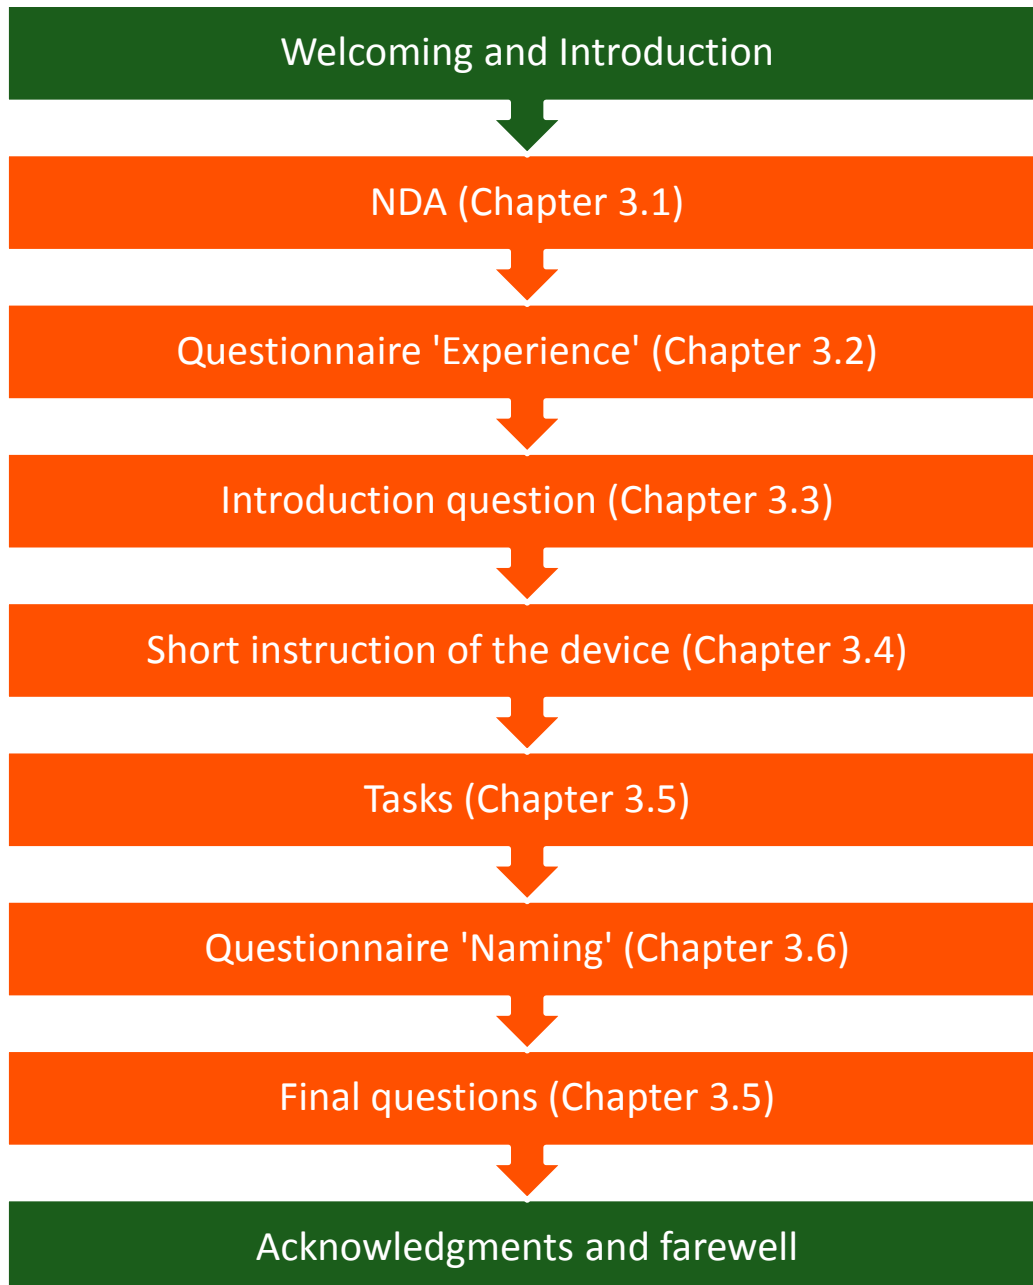 Welcoming and Introduction
NDA (Chapter 3.1)
Questionnaire 'Experience' (Chapter 3.2)
Introduction question (Chapter 3.3)
Short instruction of the device (Chapter 3.4)
Tasks (Chapter 3.5)
Questionnaire 'Naming' (Chapter 3.6)
Final questions (Chapter 3.5)
Acknowledgments and farewell